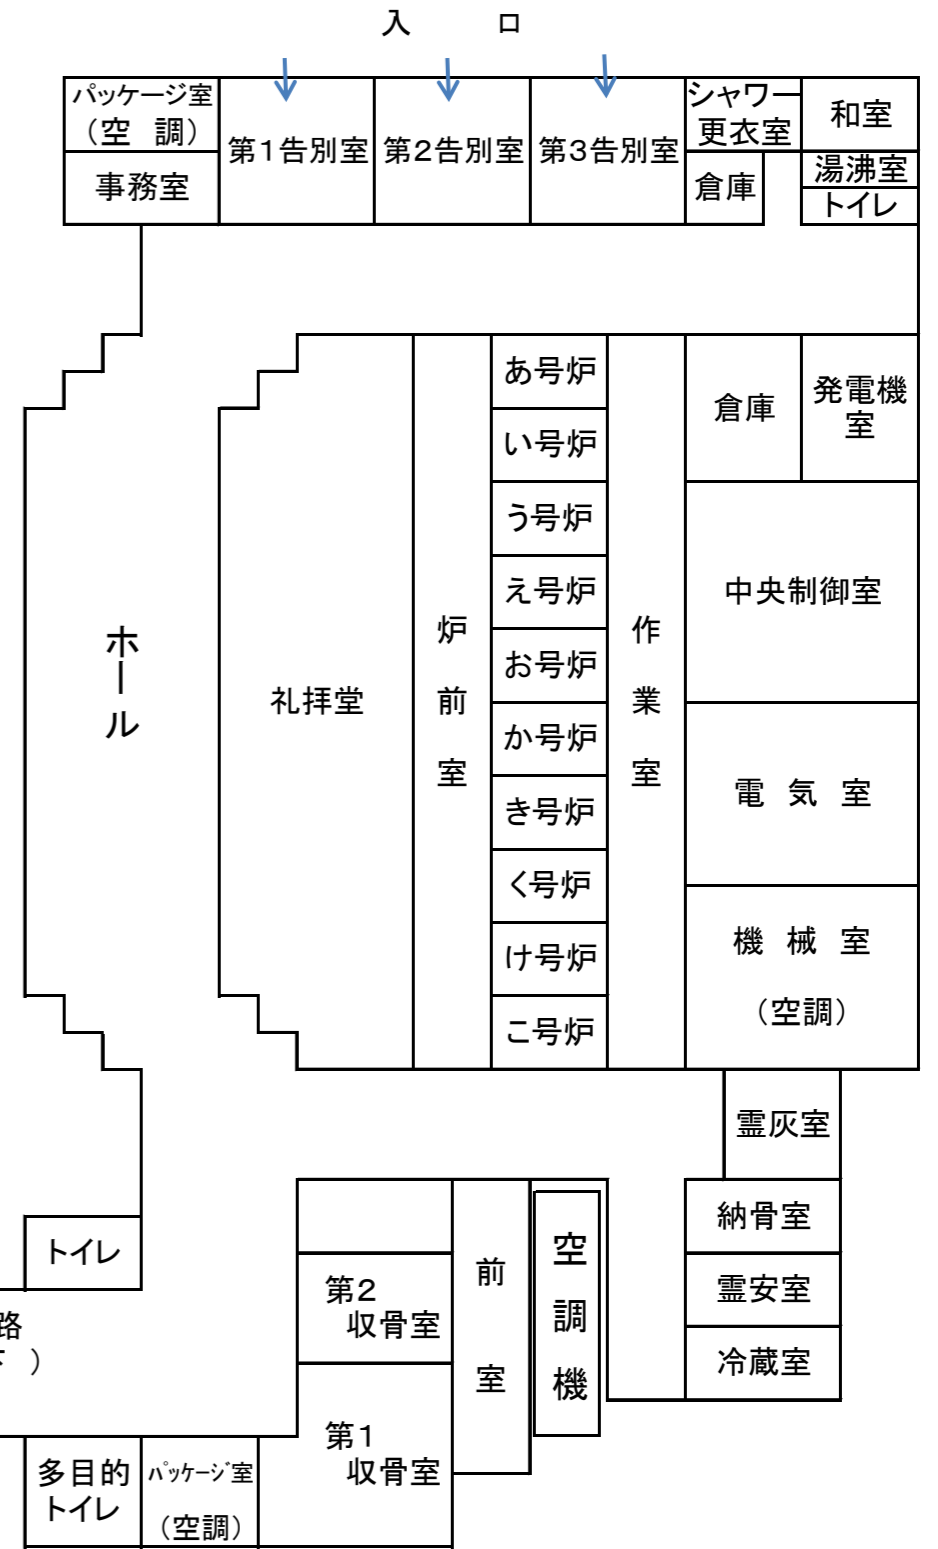 入 口
パッケージ室
（空 調）
第１告別室
第２告別室
第３告別室
シャワー
更衣室
和室
事務室
倉庫
湯沸室
トイレ
あ号炉
い号炉
う号炉
え号炉
お号炉
か号炉
き号炉
く号炉
け号炉
こ号炉
倉庫
発電機
室
中央制御室
ホール
礼拝堂
炉前室
作業室
電 気 室
機 械 室
（空調）
霊灰室
納骨室
霊安室
冷蔵室
トイレ
前室
空調機
第２
収骨室
路
）
第１
収骨室
多目的
トイレ
パッケージ室
（空調）